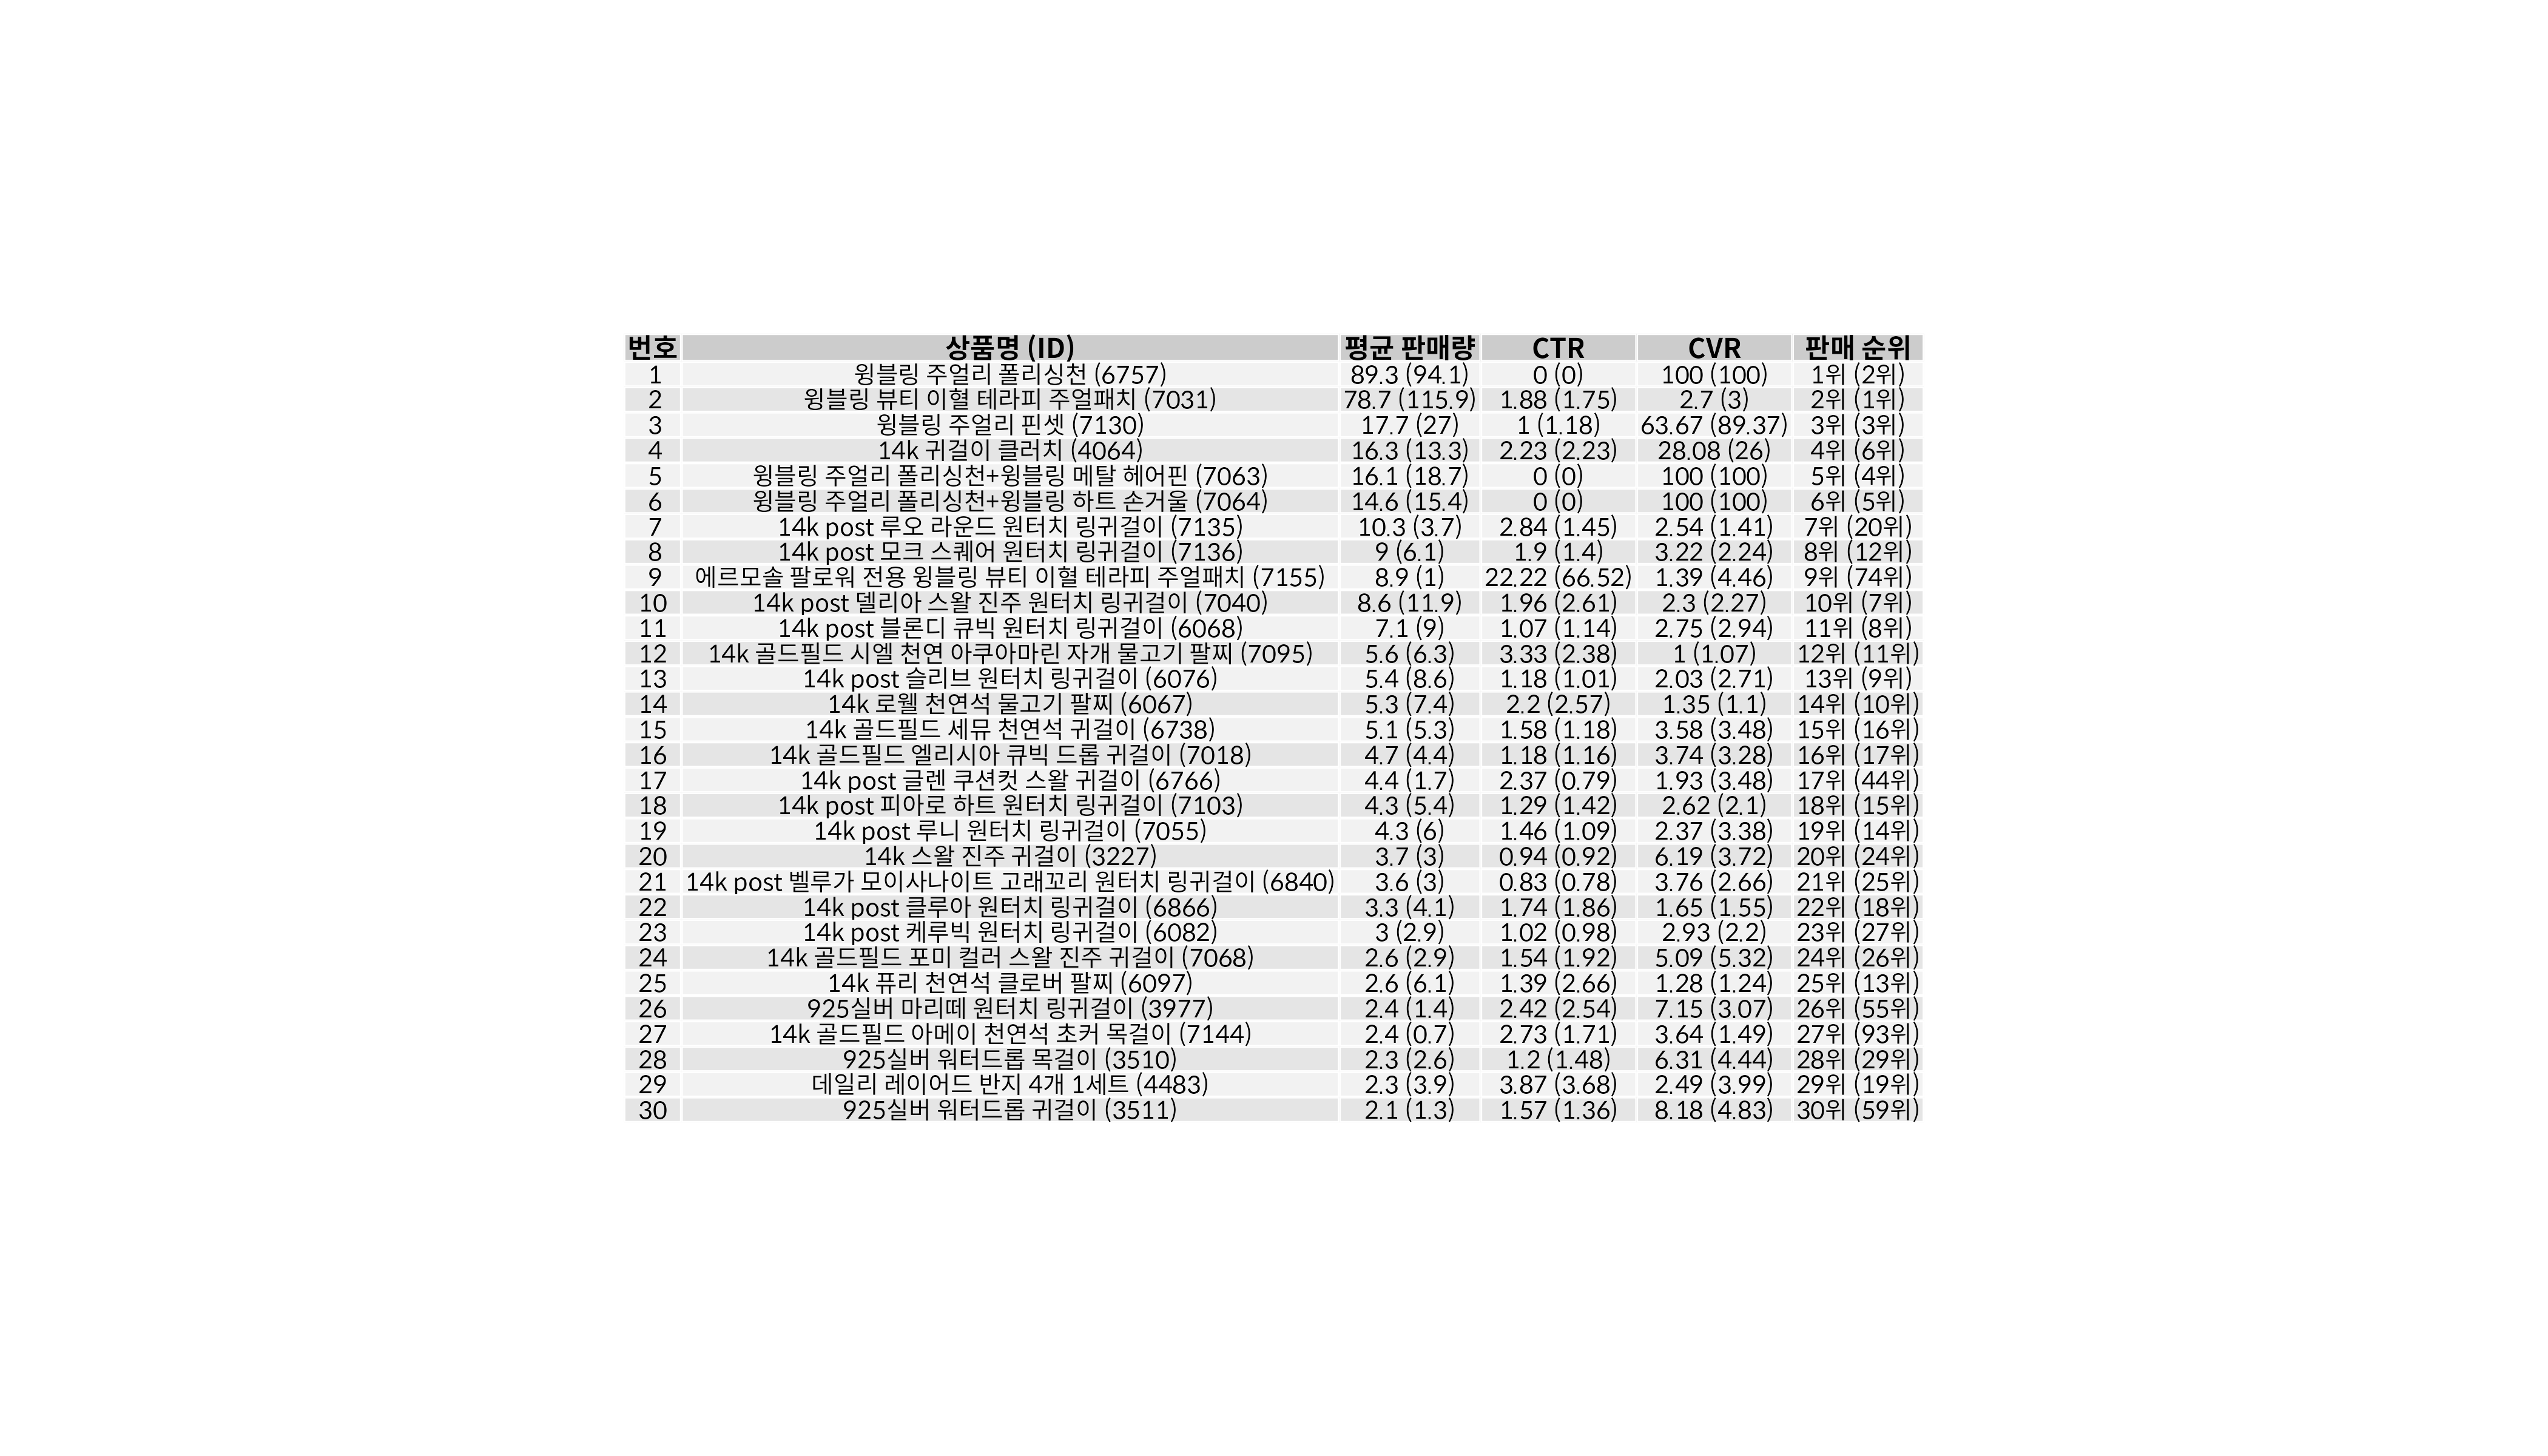 번호 상품명 (ID) 평균 판매량 CTR CVR 판매 순위
1 윙블링 주얼리 폴리싱천 (6757) 89.3 (94.1) 0 (0) 100 (100) 1위 (2위)
2 윙블링 뷰티 이혈 테라피 주얼패치 (7031) 78.7 (115.9) 1.88 (1.75) 2.7 (3) 2위 (1위)
3 윙블링 주얼리 핀셋 (7130) 17.7 (27) 1 (1.18) 63.67 (89.37) 3위 (3위)
4 14k 귀걸이 클러치 (4064) 16.3 (13.3) 2.23 (2.23) 28.08 (26) 4위 (6위)
5 윙블링 주얼리 폴리싱천+윙블링 메탈 헤어핀 (7063) 16.1 (18.7) 0 (0) 100 (100) 5위 (4위)
6 윙블링 주얼리 폴리싱천+윙블링 하트 손거울 (7064) 14.6 (15.4) 0 (0) 100 (100) 6위 (5위)
7 14k post 루오 라운드 원터치 링귀걸이 (7135) 10.3 (3.7) 2.84 (1.45) 2.54 (1.41) 7위 (20위)
8 14k post 모크 스퀘어 원터치 링귀걸이 (7136) 9 (6.1) 1.9 (1.4) 3.22 (2.24) 8위 (12위)
9 에르모솔 팔로워 전용 윙블링 뷰티 이혈 테라피 주얼패치 (7155) 8.9 (1) 22.22 (66.52) 1.39 (4.46) 9위 (74위)
10 14k post 델리아 스왈 진주 원터치 링귀걸이 (7040) 8.6 (11.9) 1.96 (2.61) 2.3 (2.27) 10위 (7위)
11 14k post 블론디 큐빅 원터치 링귀걸이 (6068) 7.1 (9) 1.07 (1.14) 2.75 (2.94) 11위 (8위)
12 14k 골드필드 시엘 천연 아쿠아마린 자개 물고기 팔찌 (7095) 5.6 (6.3) 3.33 (2.38) 1 (1.07) 12위 (11위)
13 14k post 슬리브 원터치 링귀걸이 (6076) 5.4 (8.6) 1.18 (1.01) 2.03 (2.71) 13위 (9위)
14 14k 로웰 천연석 물고기 팔찌 (6067) 5.3 (7.4) 2.2 (2.57) 1.35 (1.1) 14위 (10위)
15 14k 골드필드 세뮤 천연석 귀걸이 (6738) 5.1 (5.3) 1.58 (1.18) 3.58 (3.48) 15위 (16위)
16 14k 골드필드 엘리시아 큐빅 드롭 귀걸이 (7018) 4.7 (4.4) 1.18 (1.16) 3.74 (3.28) 16위 (17위)
17 14k post 글렌 쿠션컷 스왈 귀걸이 (6766) 4.4 (1.7) 2.37 (0.79) 1.93 (3.48) 17위 (44위)
18 14k post 피아로 하트 원터치 링귀걸이 (7103) 4.3 (5.4) 1.29 (1.42) 2.62 (2.1) 18위 (15위)
19 14k post 루니 원터치 링귀걸이 (7055) 4.3 (6) 1.46 (1.09) 2.37 (3.38) 19위 (14위)
20 14k 스왈 진주 귀걸이 (3227) 3.7 (3) 0.94 (0.92) 6.19 (3.72) 20위 (24위)
21 14k post 벨루가 모이사나이트 고래꼬리 원터치 링귀걸이 (6840) 3.6 (3) 0.83 (0.78) 3.76 (2.66) 21위 (25위)
22 14k post 클루아 원터치 링귀걸이 (6866) 3.3 (4.1) 1.74 (1.86) 1.65 (1.55) 22위 (18위)
23 14k post 케루빅 원터치 링귀걸이 (6082) 3 (2.9) 1.02 (0.98) 2.93 (2.2) 23위 (27위)
24 14k 골드필드 포미 컬러 스왈 진주 귀걸이 (7068) 2.6 (2.9) 1.54 (1.92) 5.09 (5.32) 24위 (26위)
25 14k 퓨리 천연석 클로버 팔찌 (6097) 2.6 (6.1) 1.39 (2.66) 1.28 (1.24) 25위 (13위)
26 925실버 마리떼 원터치 링귀걸이 (3977) 2.4 (1.4) 2.42 (2.54) 7.15 (3.07) 26위 (55위)
27 14k 골드필드 아메이 천연석 초커 목걸이 (7144) 2.4 (0.7) 2.73 (1.71) 3.64 (1.49) 27위 (93위)
28 925실버 워터드롭 목걸이 (3510) 2.3 (2.6) 1.2 (1.48) 6.31 (4.44) 28위 (29위)
29 데일리 레이어드 반지 4개 1세트 (4483) 2.3 (3.9) 3.87 (3.68) 2.49 (3.99) 29위 (19위)
30 925실버 워터드롭 귀걸이 (3511) 2.1 (1.3) 1.57 (1.36) 8.18 (4.83) 30위 (59위)